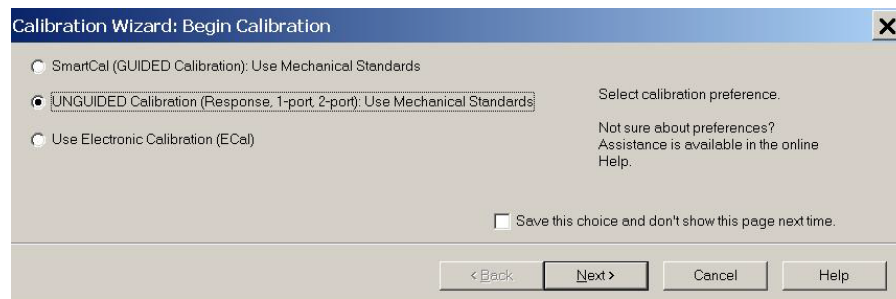 Calibration Wizard: Begin Calibration
SmartCal (GUIDED Calibration): Use Mechanical Standards
UNGUIDED Calibration (Response, 1-port, 2-port): Use Mechanical Standards
Use Electronic Calibration (ECal)
Select calibration preference.
Not sure about preferences?
Assistance is available in the online
Help.
Save this choice and don't show this page next time.
< Back
Next >
Cancel
Help